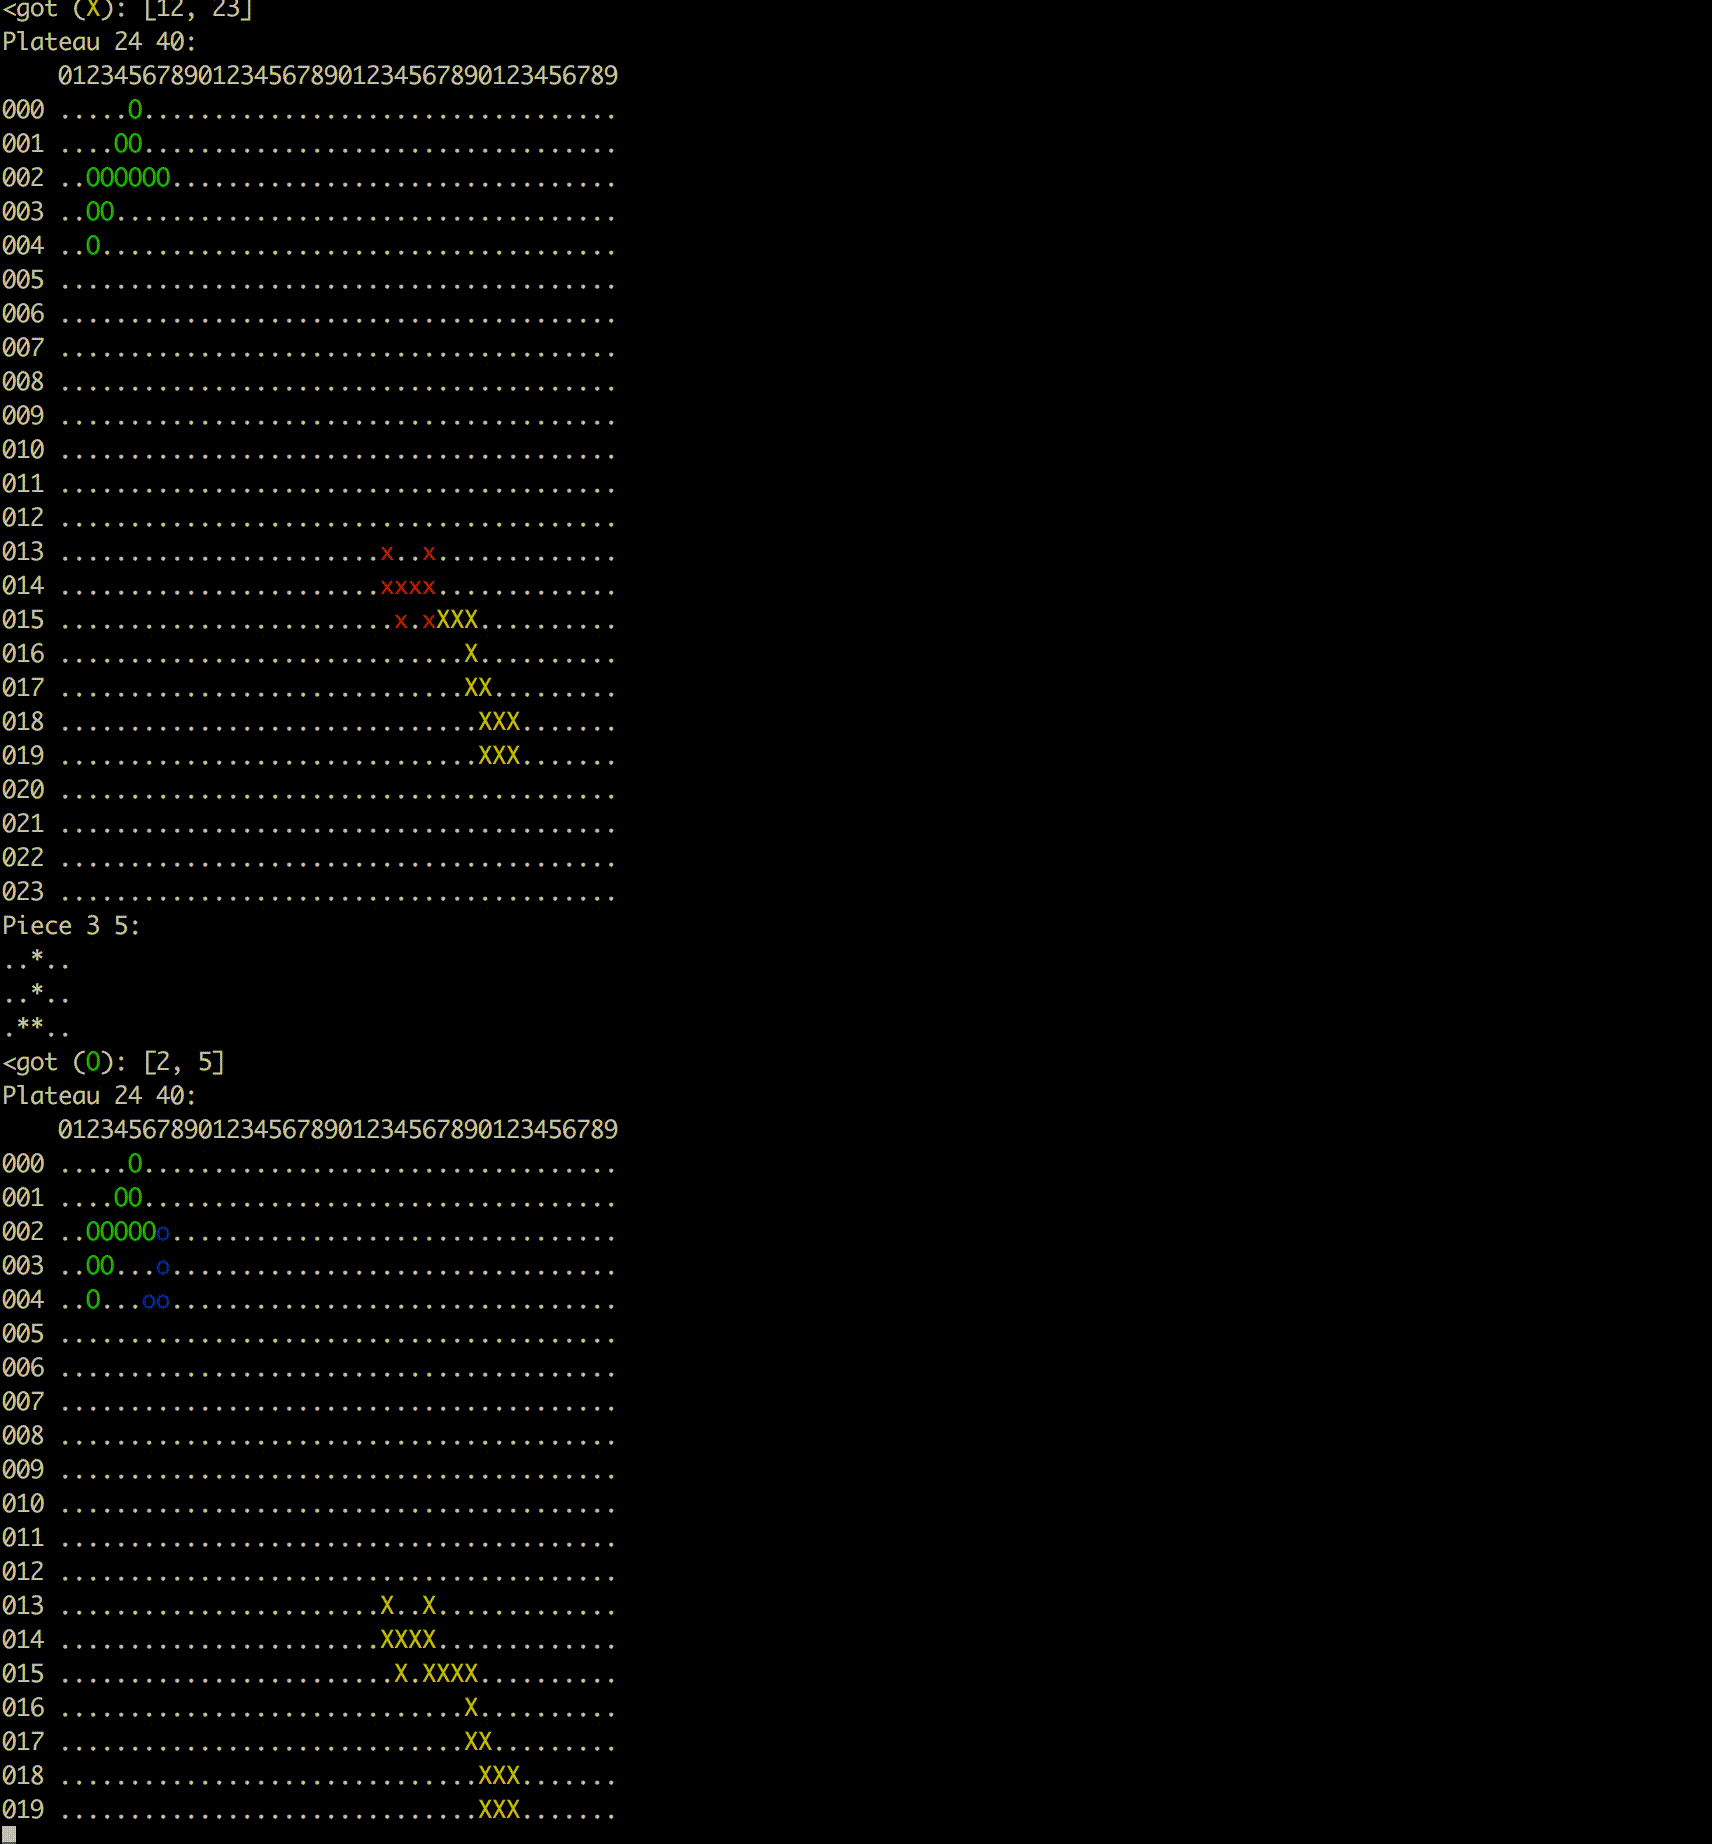 <got (X): [12, 23]
Plateau 24 40:
    0123456789012345678901234567890123456789
000 .....O..................................
001 ....OO..................................
002 ..OOOOOO................................
003 ..OO....................................
004 ..O.....................................
005 ........................................
006 ........................................
007 ........................................
008 ........................................
009 ........................................
010 ........................................
011 ........................................
012 ........................................
013 .......................x..x.............
014 .......................xxxx.............
015 ........................x.xXXX..........
016 .............................X..........
017 .............................XX.........
018 ..............................XXX.......
019 ..............................XXX.......
020 ........................................
021 ........................................
022 ........................................
023 ........................................
Piece 3 5:
..*..
..*..
.**..
<got (O): [2, 5]
Plateau 24 40:
    0123456789012345678901234567890123456789
000 .....O..................................
001 ....OO..................................
002 ..OOOOOo................................
003 ..OO...o................................
004 ..O...oo................................
005 ........................................
006 ........................................
007 ........................................
008 ........................................
009 ........................................
010 ........................................
011 ........................................
012 ........................................
013 .......................X..X.............
014 .......................XXXX.............
015 ........................X.XXXX..........
016 .............................X..........
017 .............................XX.........
018 ..............................XXX.......
019 ..............................XXX.......